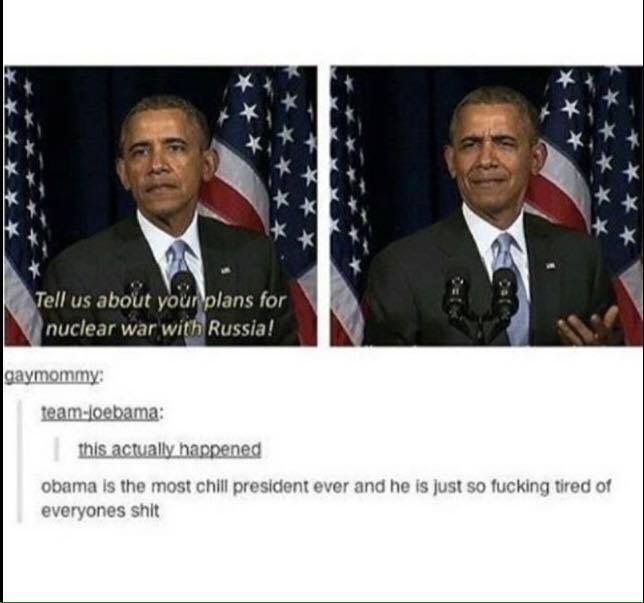 Tell us about your plans for
nuclear war with Russia!
gaymommy:
team-joebama:
this actually happened
obama is the most chill president ever and he is just so fucking tired of
everyones shit